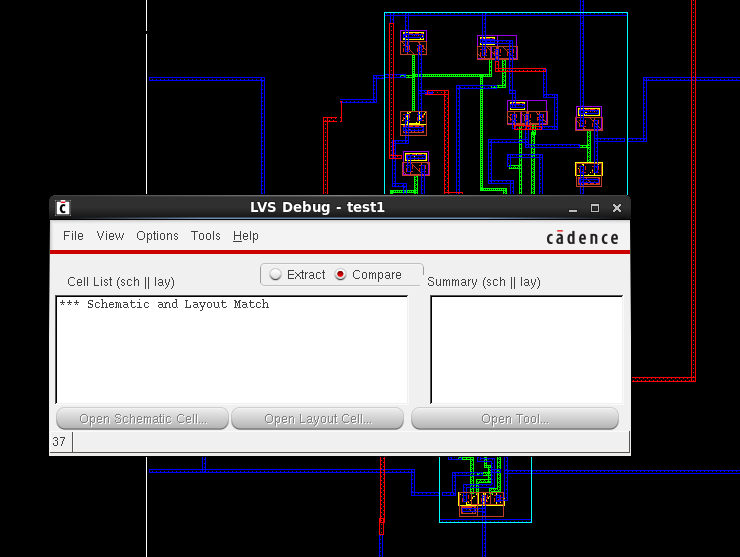 LVS Debug - test1
File View Options Tools Help
cādence
Extract Compare
Cell List (sch || lay)
Summary (sch || lay)
*** Schematic and Layout Match
Open Schematic Cell... Open Layout Cell... Open Tool...
37